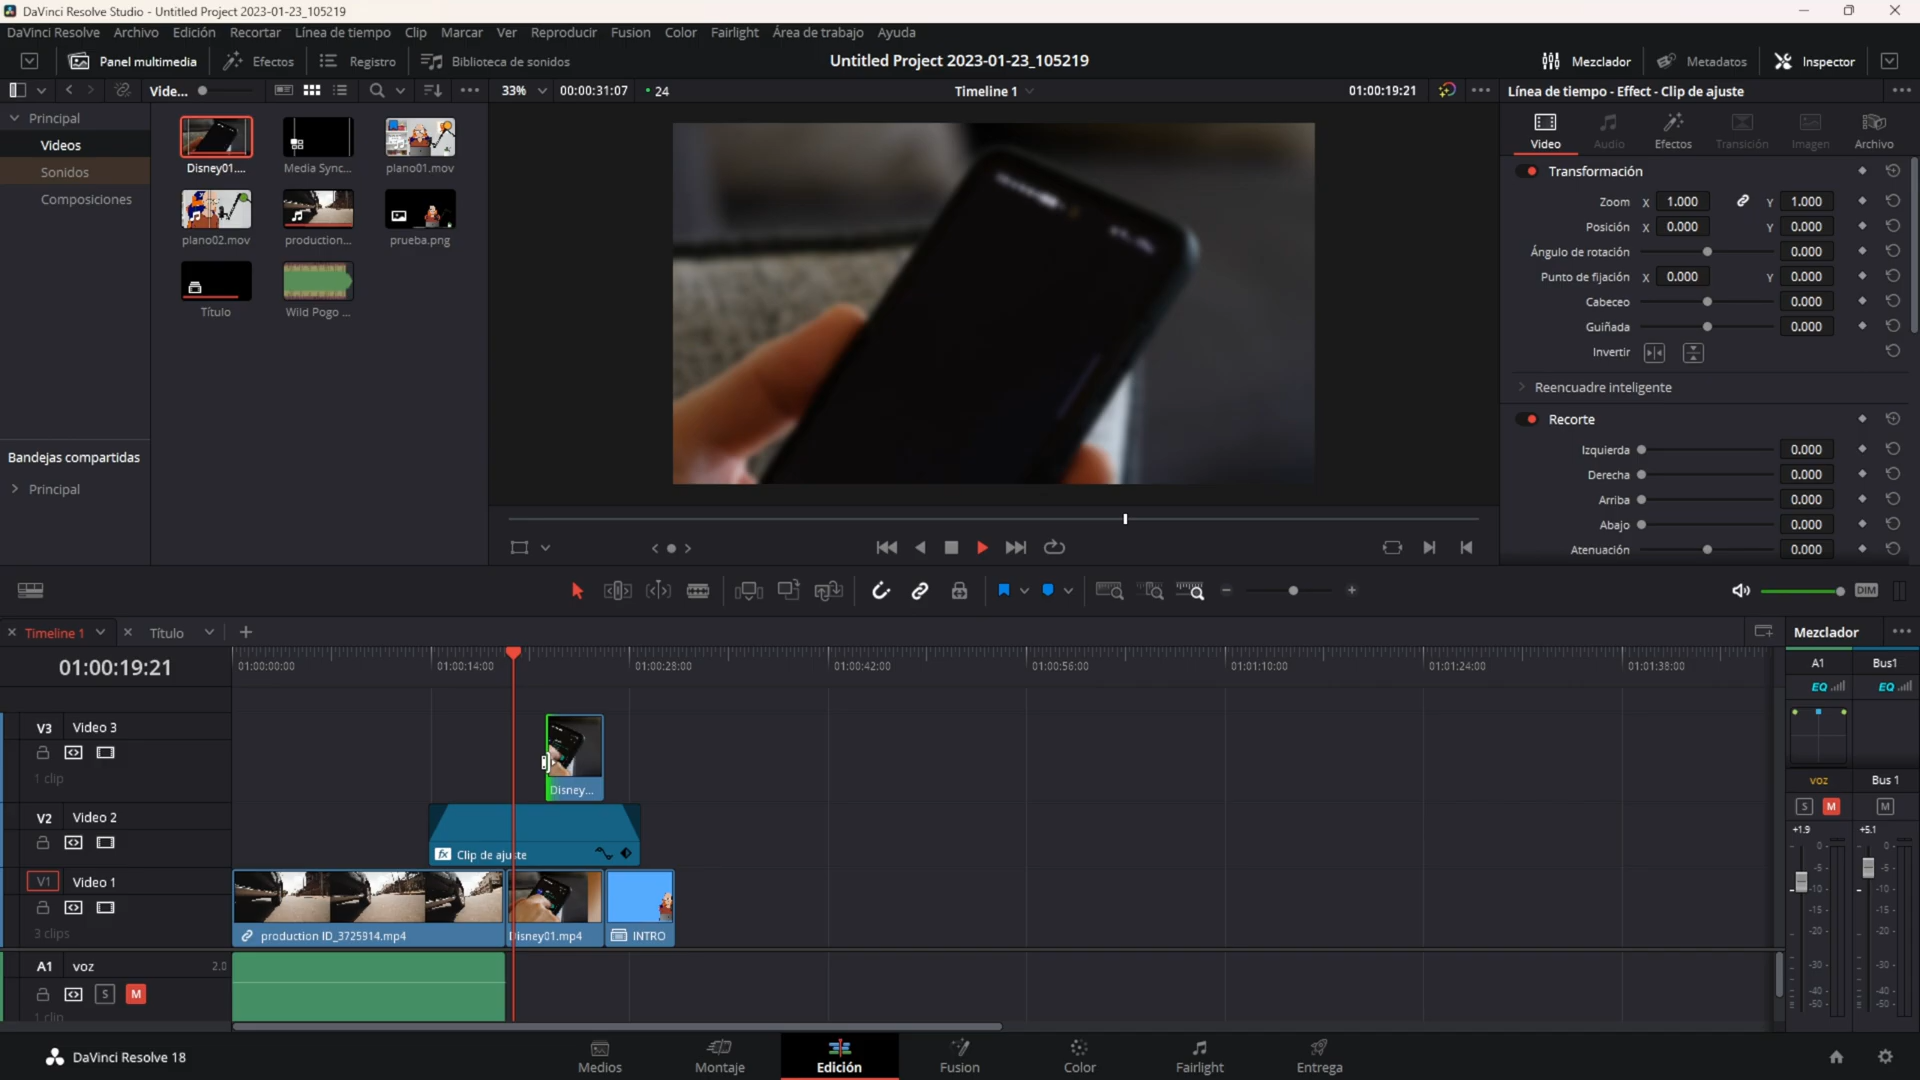 DaVinci Resolve Studio - Untitled Project 2023-01-23_105219
DaVinci Resolve Archivo Edición Recortar Línea de tiempo Clip Marcar Ver Reproducir Fusion Color Fairlight Área de trabajo Ayuda
Panel multimedia Efectos Registro Biblioteca de sonidos Untitled Project 2023-01-23_105219 Mezclador Metadatos Inspector
Vide... 33% 00:00:31:07 24 Timeline 1 01:00:19:21 Línea de tiempo - Effect - Clip de ajuste
Principal
Videos
Sonidos
Composiciones
Bandejas compartidas
Principal
Disney01.... Media Sync... plano01.mov
plano02.mov production... prueba.png
Título Wild Pogo ...
Video Audio Efectos Transición Imagen Archivo
Transformación
Zoom X 1.000 Y 1.000
Posición X 0.000 Y 0.000
Ángulo de rotación 0.000
Punto de fijación X 0.000 Y 0.000
Cabeceo 0.000
Guiñada 0.000
Invertir
Reencuadre inteligente
Recorte
Izquierda 0.000
Derecha 0.000
Arriba 0.000
Abajo 0.000
Atenuación 0.000
DIM
Timeline 1 Título
01:00:19:21
01:00:00:00 01:00:14:00 01:00:28:00 01:00:42:00 01:00:56:00 01:01:10:00 01:01:24:00 01:01:38:00
V3 Video 3
1 clip
Disney...
V2 Video 2
fx Clip de ajuste
V1 Video 1
3 clips
production ID_3725914.mp4 Disney01.mp4 INTRO
A1 voz 2.0
S M
1 clip
Mezclador
A1 Bus1
EQ EQ
voz Bus 1
S M M
+1.9 +5.1
0 0
-5 -5
-10 -10
-15 -15
-20 -20
-30 -30
-40 -40
-50 -50
DaVinci Resolve 18
Medios Montaje Edición Fusion Color Fairlight Entrega